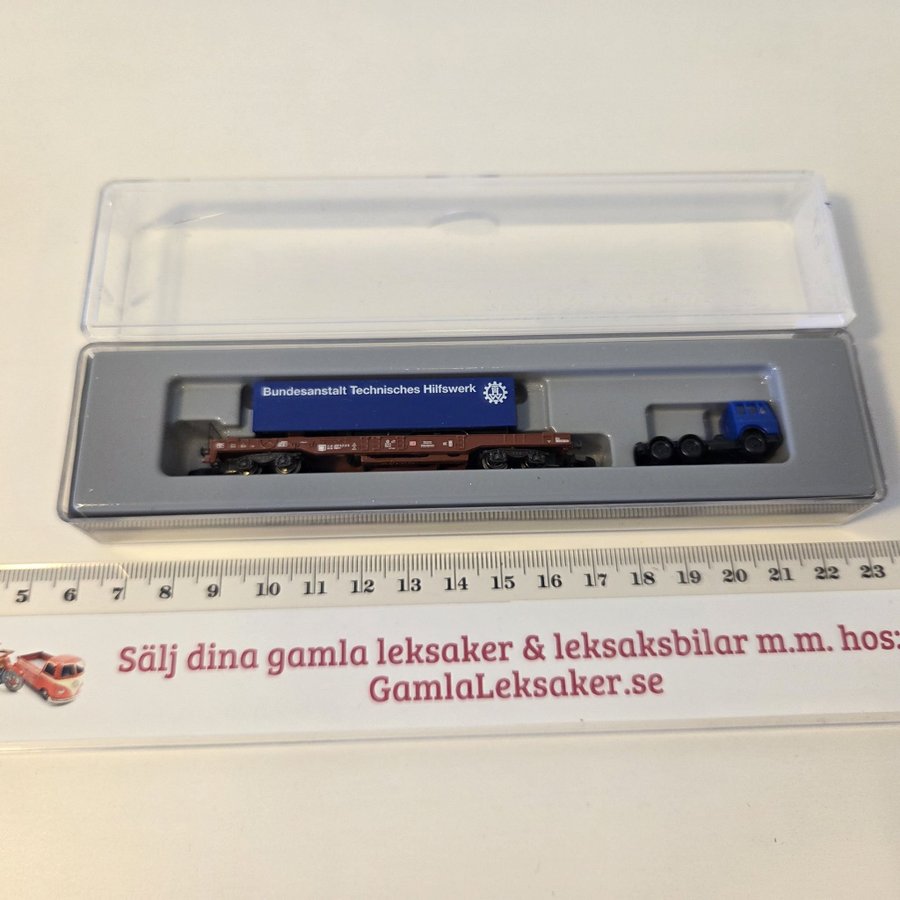 Bundesanstalt Technisches Hilfswerk
5 6 7 8 9 10 11 12 13 14 15 16 17 18 19 20 21 22 23
Sälj dina gamla leksaker & leksaksbilar m.m. hos:
GamlaLeksaker.se